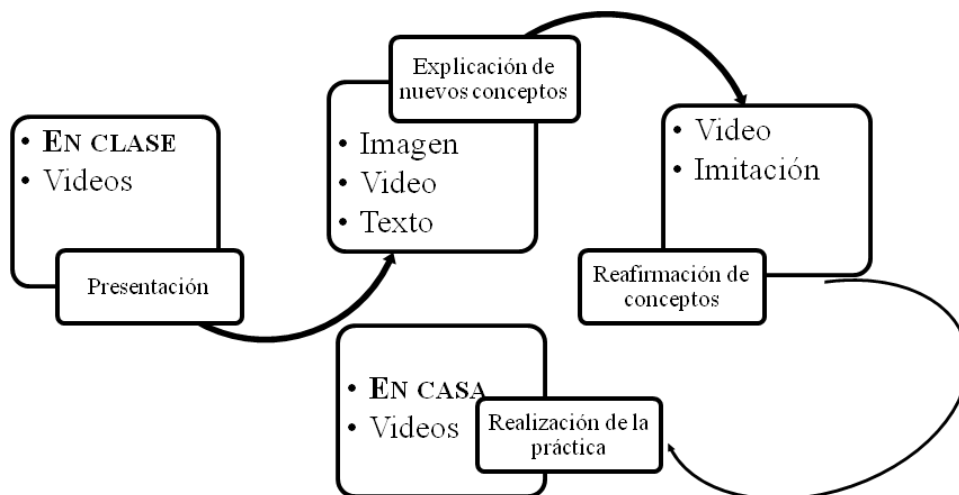 • EN CLASE
• Videos
Presentación
Explicación de
nuevos conceptos
• Imagen
• Video
• Texto
• Video
• Imitación
Reafirmación de
conceptos
• EN CASA
• Videos
Realización de la
práctica